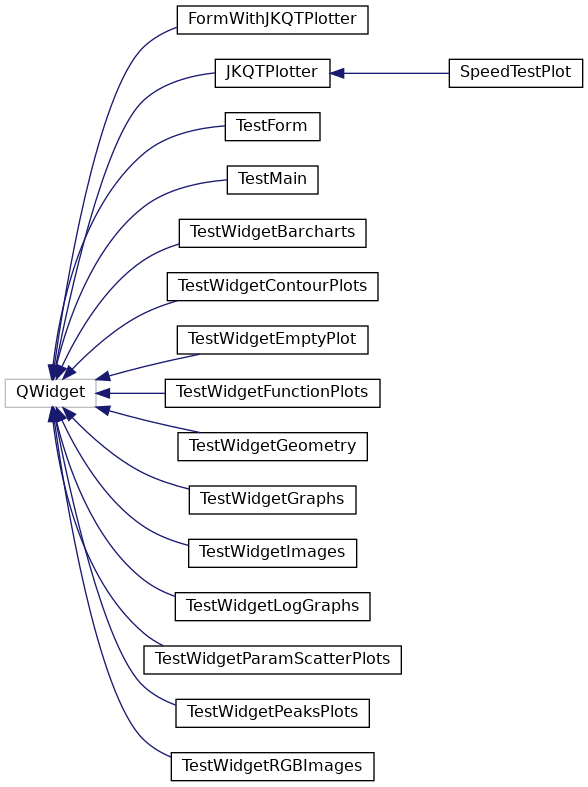 FormWithJKQTPlotter
JKQTPlotter
SpeedTestPlot
TestForm
TestMain
TestWidgetBarcharts
TestWidgetContourPlots
TestWidgetEmptyPlot
QWidget
TestWidgetFunctionPlots
TestWidgetGeometry
TestWidgetGraphs
TestWidgetImages
TestWidgetLogGraphs
TestWidgetParamScatterPlots
TestWidgetPeaksPlots
TestWidgetRGBImages